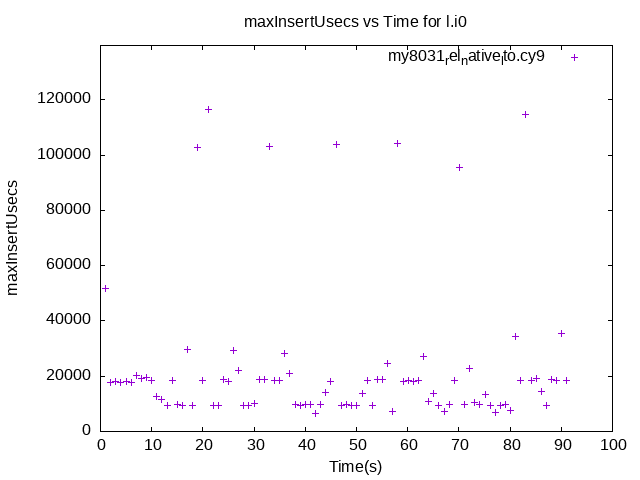 maxInsertUsecs vs Time for l.i0
my8031relnativelto.cy9
120000
100000
80000
60000
40000
20000
0
maxInsertUsecs
0 10 20 30 40 50 60 70 80 90 100
Time(s)